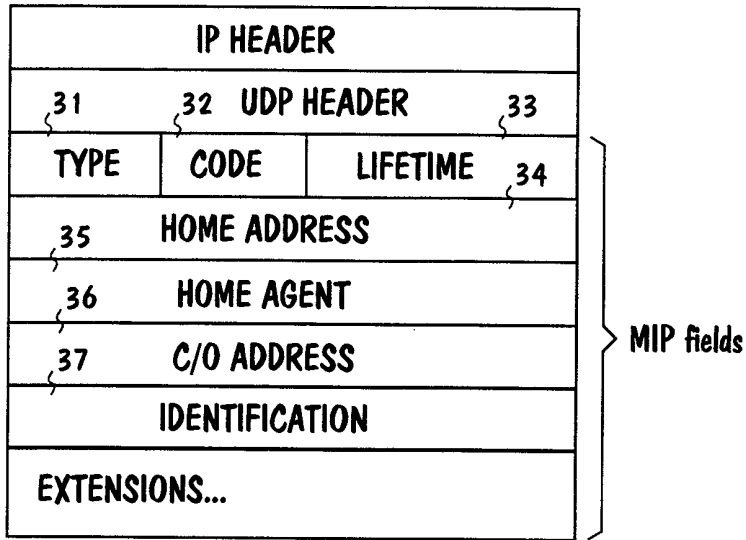 IP HEADER
31 32 UDP HEADER 33
TYPE CODE LIFETIME 34
35 HOME ADDRESS
36 HOME AGENT
37 C/O ADDRESS
IDENTIFICATION
EXTENSIONS...
MIP fields